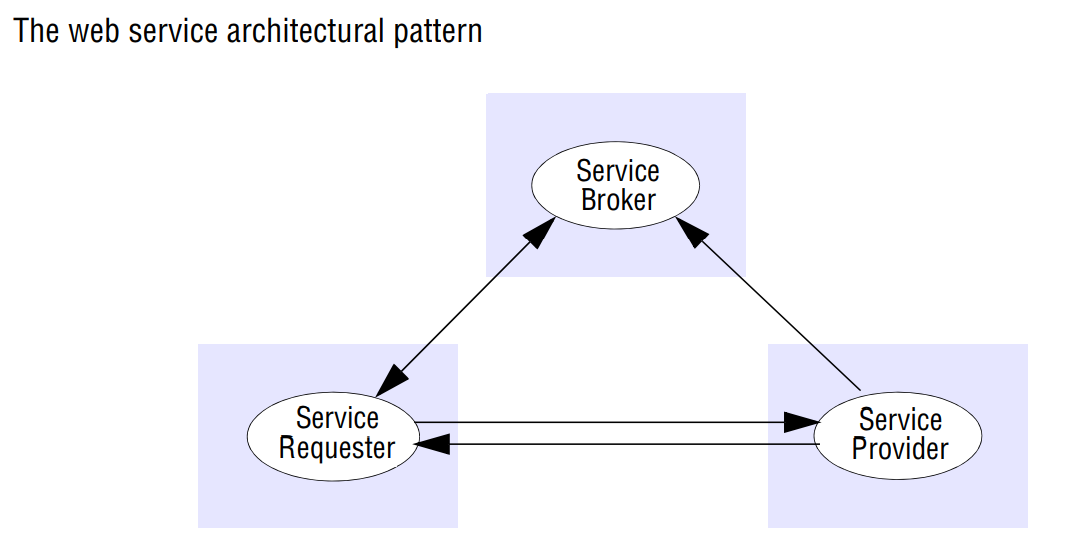 The web service architectural pattern
Service
Broker
Service
Requester
Service
Provider